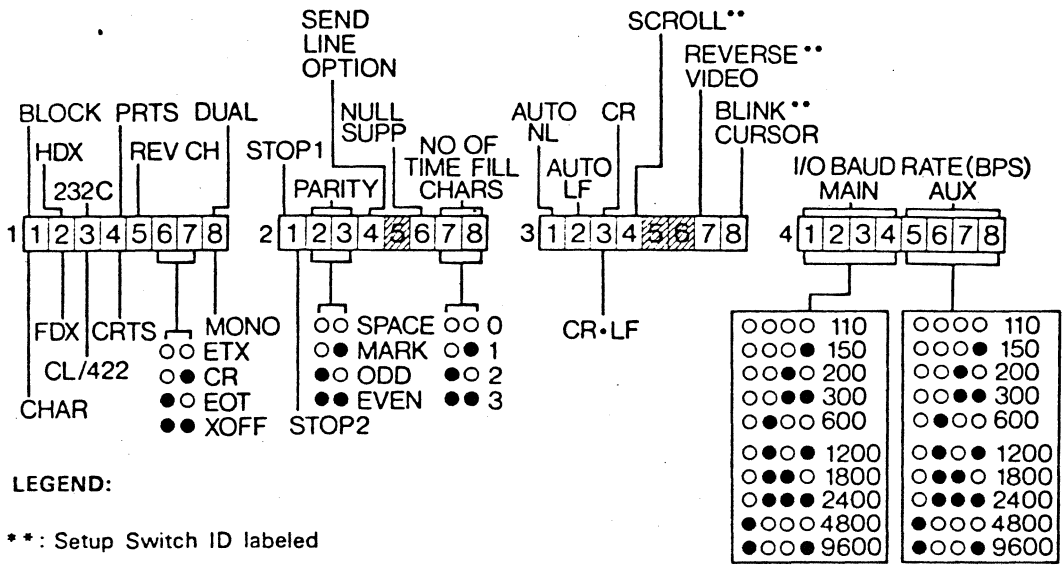 SEND
LINE
OPTION
SCROLL**
REVERSE**
VIDEO
BLOCK PRTS DUAL
NULL
SUPP
AUTO
NL
CR
BLINK**
CURSOR
HDX
REV CH
STOP1
NO OF
TIME FILL
CHARS
I/O BAUD RATE (BPS)
MAIN AUX
232C
PARITY
AUTO
LF
1 1 2 3 4 5 6 7 8
2 1 2 3 4 5 6 7 8
3 1 2 3 4 5 6 7 8
4 1 2 3 4 5 6 7 8
FDX CRTS MONO
CL/422
CHAR
○○ ETX
○● CR
●○ EOT
●● XOFF
STOP2
○○ SPACE
○● MARK
●○ ODD
●● EVEN
○○ 0
○● 1
●○ 2
●● 3
CR•LF
○○○○ 110
○○○● 150
○○●○ 200
○○●● 300
○●○○ 600
○●○● 1200
○●●○ 1800
○●●● 2400
●○○○ 4800
●○○● 9600
○○○○ 110
○○○● 150
○○●○ 200
○○●● 300
○●○○ 600
○●○● 1200
○●●○ 1800
○●●● 2400
●○○○ 4800
●○○● 9600
LEGEND:
**: Setup Switch ID labeled